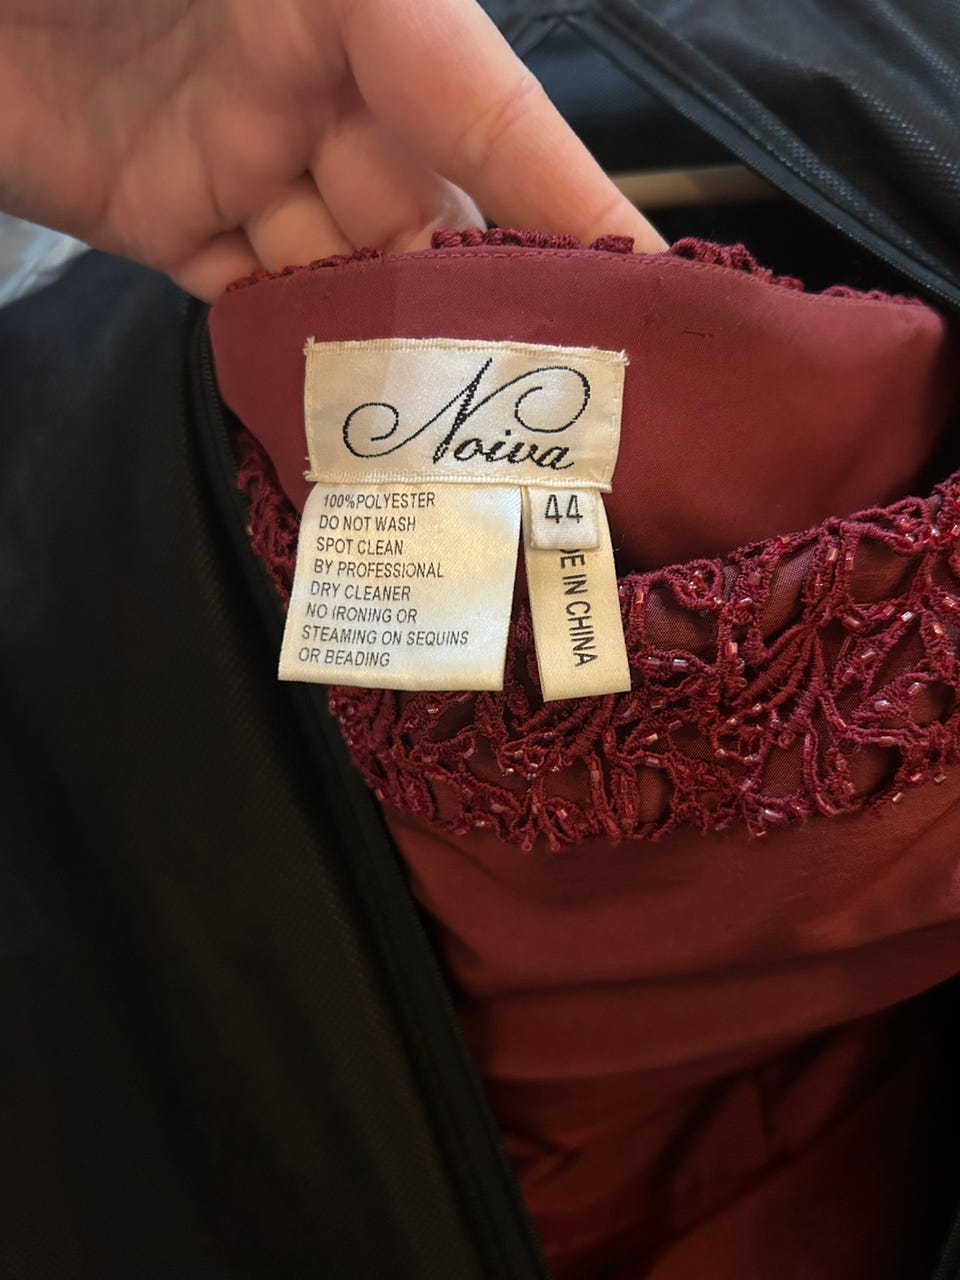 Noiva
100%POLYESTER
DO NOT WASH
SPOT CLEAN
BY PROFESSIONAL
DRY CLEANER
NO IRONING OR
STEAMING ON SEQUINS
OR BEADING
44
DE IN CHINA